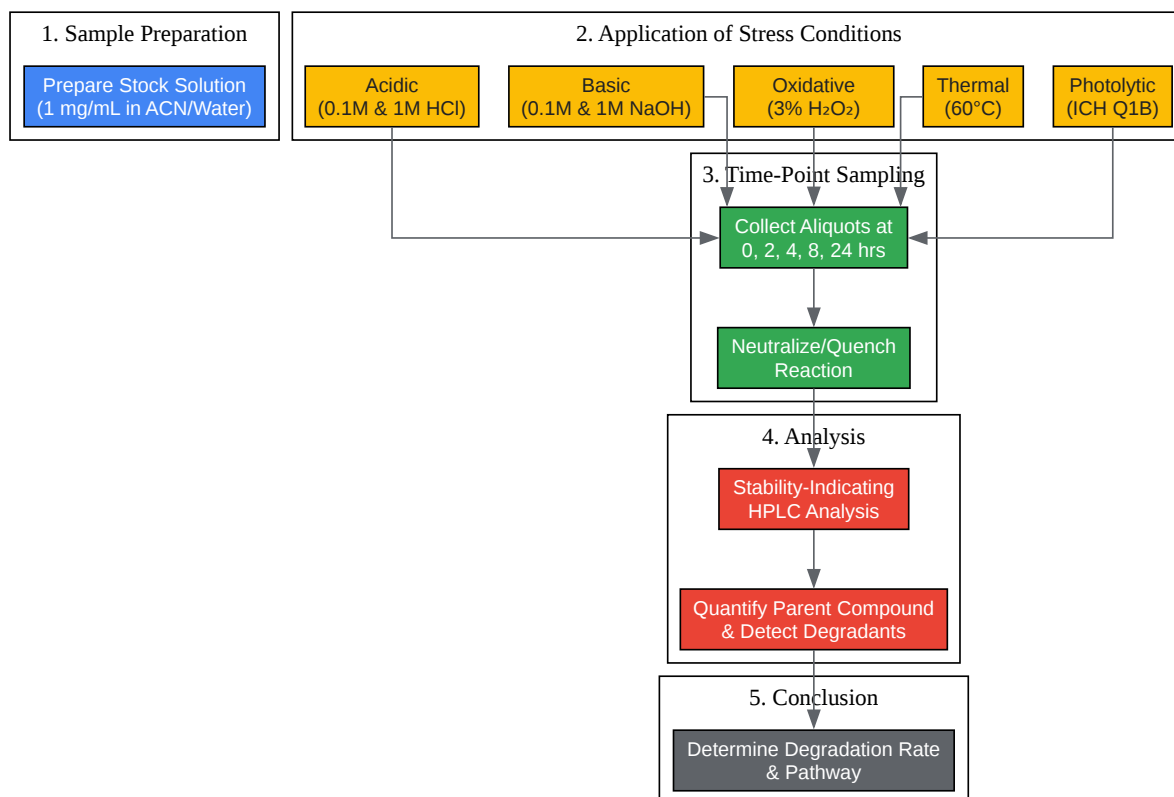 1. Sample Preparation
Prepare Stock Solution
(1 mg/mL in ACN/Water)
2. Application of Stress Conditions
Acidic
(0.1M & 1M HCl)
Basic
(0.1M & 1M NaOH)
Oxidative
(3% H₂O₂)
Thermal
(60°C)
Photolytic
(ICH Q1B)
3. Time-Point Sampling
Collect Aliquots at
0, 2, 4, 8, 24 hrs
Neutralize/Quench
Reaction
4. Analysis
Stability-Indicating
HPLC Analysis
Quantify Parent Compound
& Detect Degradants
5. Conclusion
Determine Degradation Rate
& Pathway